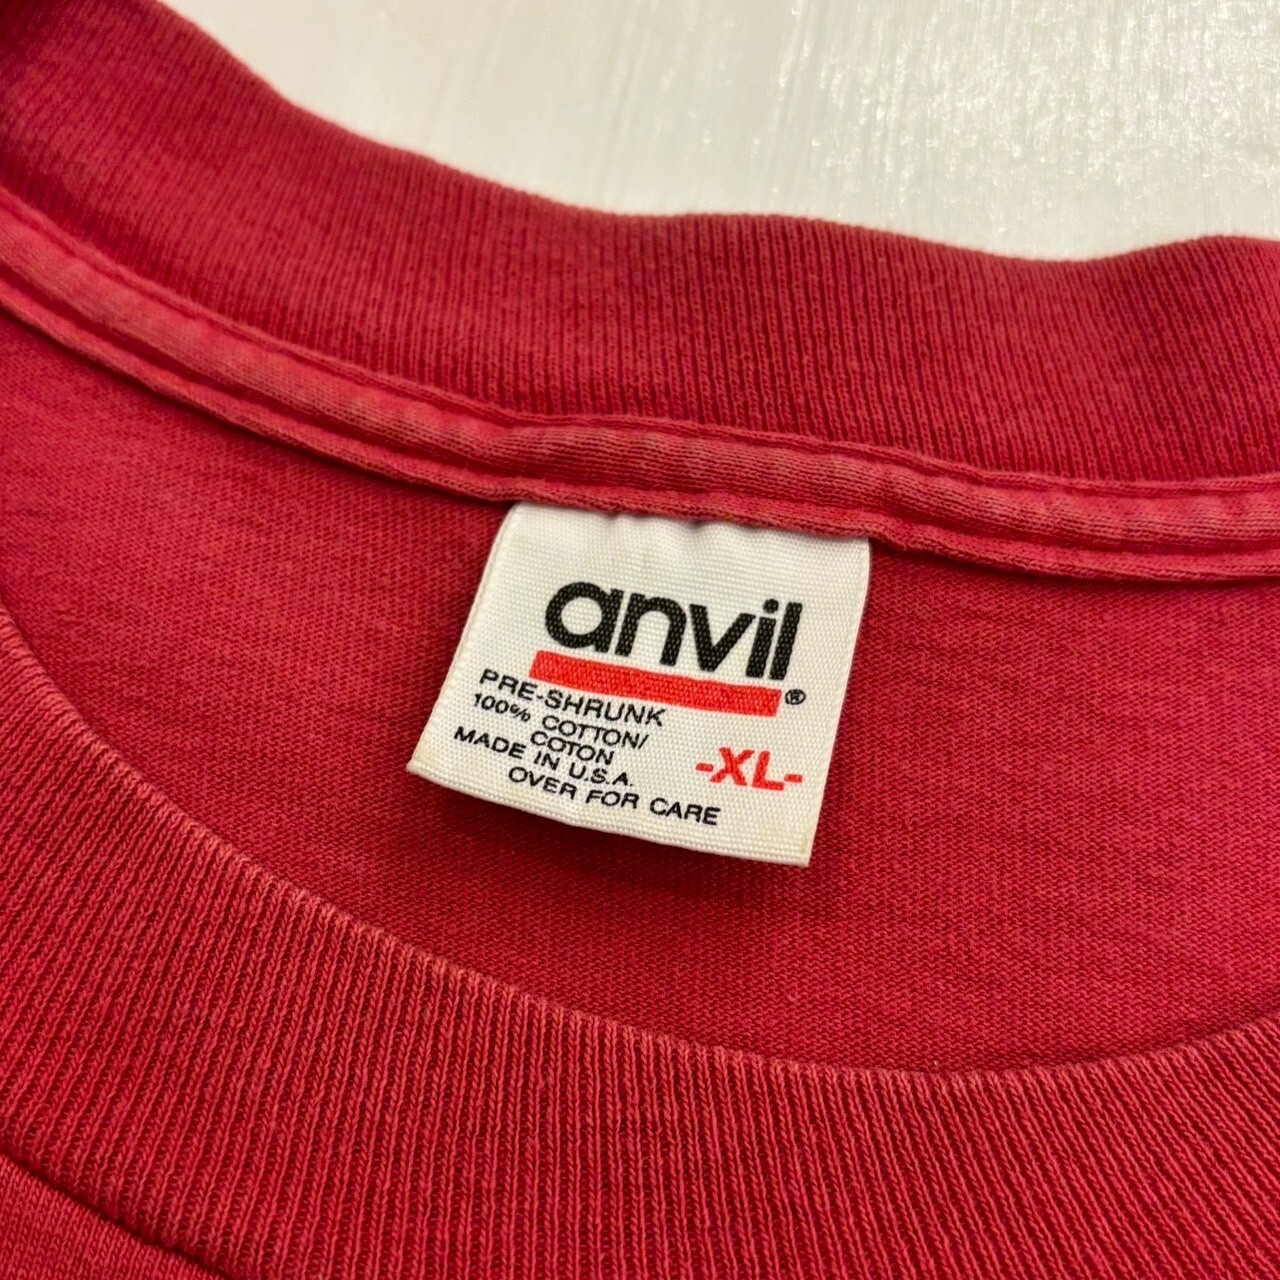 anvil®
PRE-SHRUNK
100% COTTON/
COTON
MADE IN U.S.A.
OVER FOR CARE
-XL-